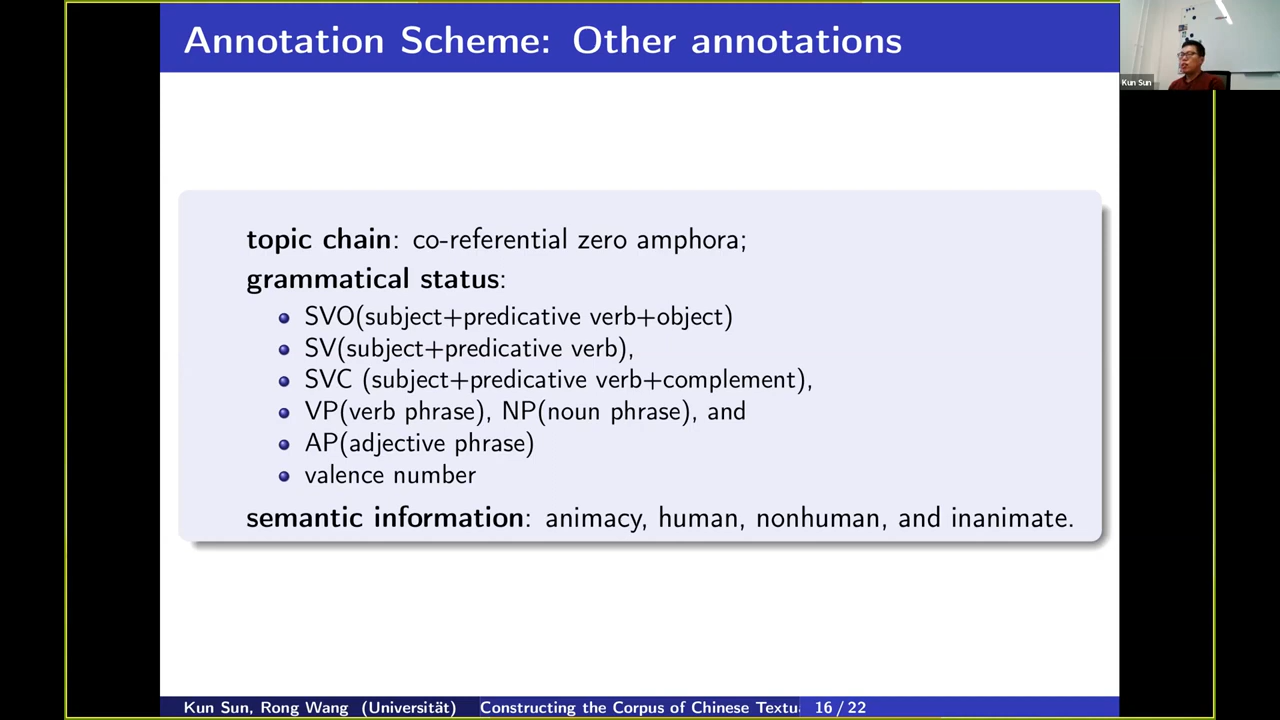 Annotation Scheme: Other annotations
Kun Sun
topic chain: co-referential zero amphora;
grammatical status:
SVO(subject+predicative verb+object)
SV(subject+predicative verb),
SVC (subject+predicative verb+complement),
VP(verb phrase), NP(noun phrase), and
AP(adjective phrase)
valence number
semantic information: animacy, human, nonhuman, and inanimate.
Kun Sun, Rong Wang (Universität) Constructing the Corpus of Chinese Textu 16 / 22